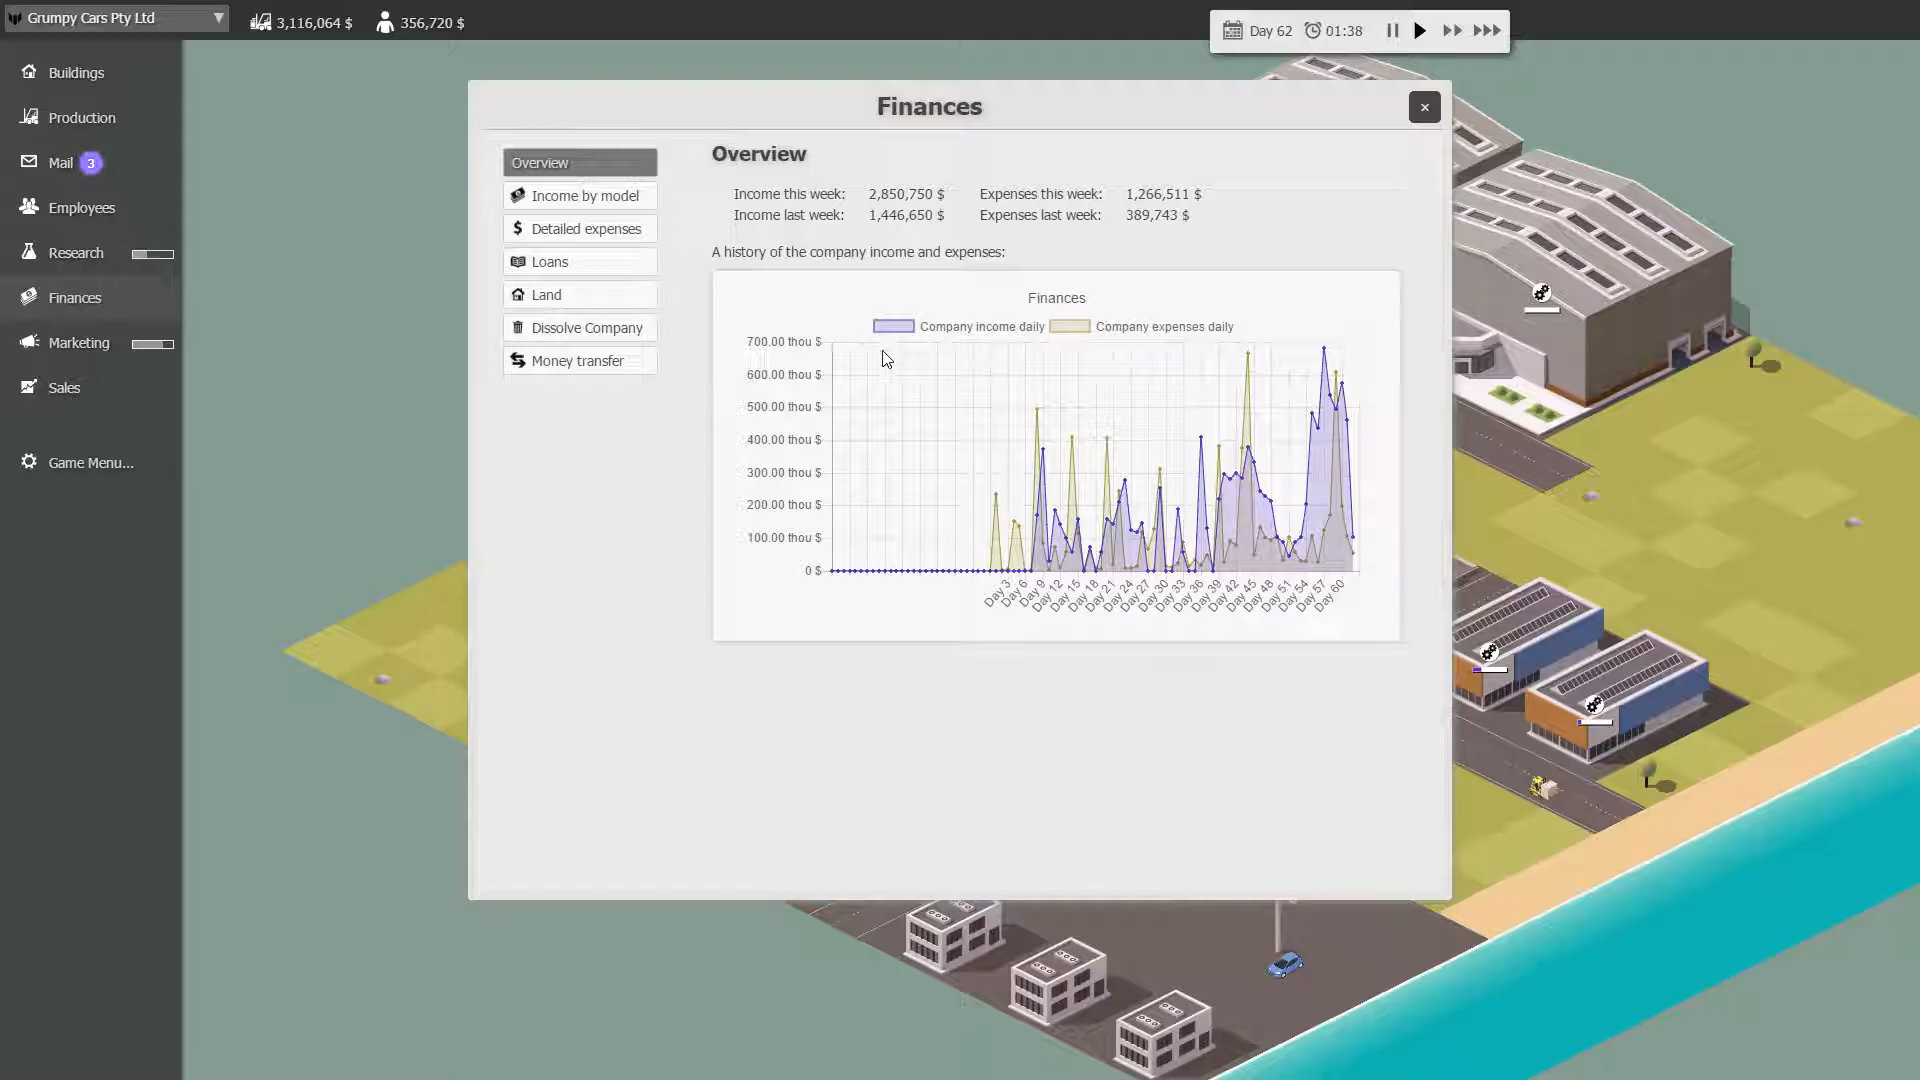 Grumpy Cars Pty Ltd
3,116,064 $
356,720 $
Day 62
01:38
Buildings
Production
Mail 3
Employees
Research
Finances
Marketing
Sales
Game Menu...
Finances
×
Overview
Income by model
Detailed expenses
Loans
Land
Dissolve Company
Money transfer
Overview
Income this week: 2,850,750 $ Expenses this week: 1,266,511 $
Income last week: 1,446,650 $ Expenses last week: 389,743 $
A history of the company income and expenses:
Finances
Company income daily Company expenses daily
700.00 thou $
600.00 thou $
500.00 thou $
400.00 thou $
300.00 thou $
200.00 thou $
100.00 thou $
0 $
Day 3 Day 6 Day 9 Day 12 Day 15 Day 18 Day 21 Day 24 Day 27 Day 30 Day 33 Day 36 Day 39 Day 42 Day 45 Day 48 Day 51 Day 54 Day 57 Day 60